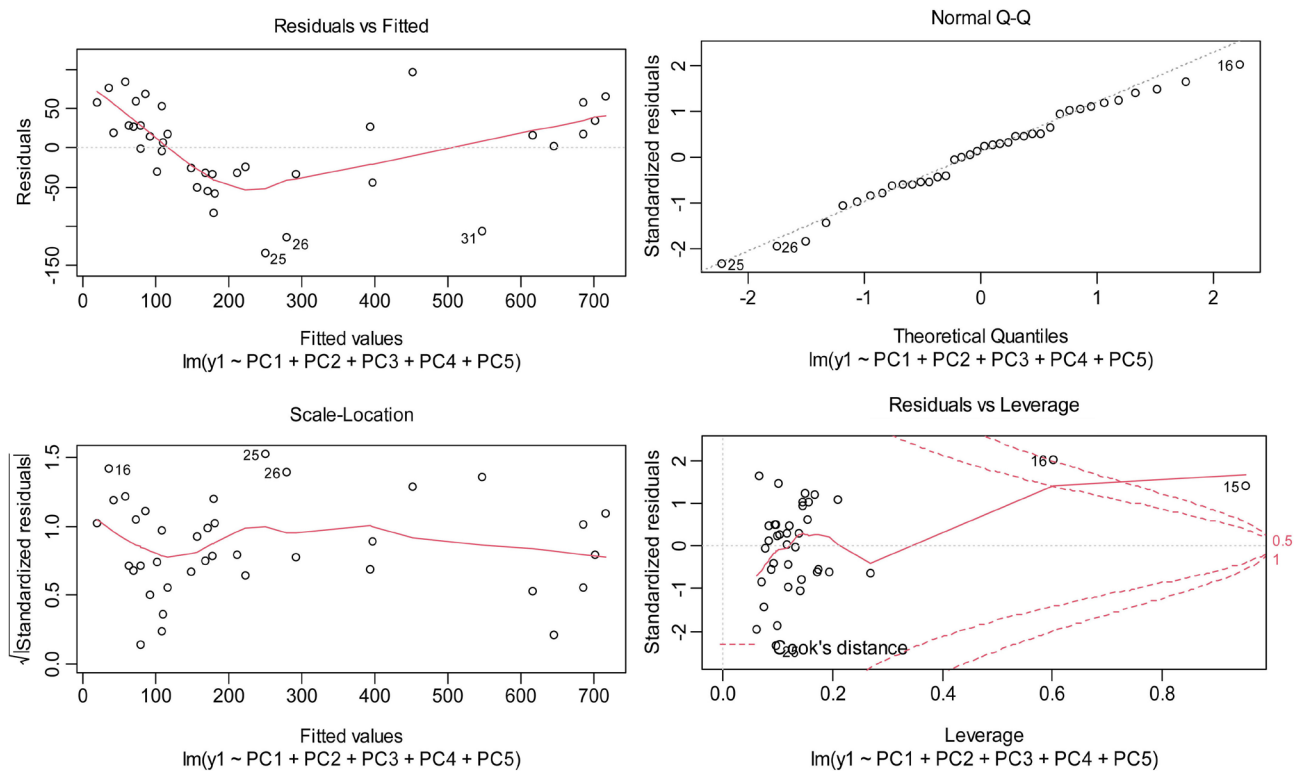 Residuals vs Fitted
Residuals
50
0
-50
-150
25
26
31
0 100 200 300 400 500 600 700
Fitted values
lm(y1 ~ PC1 + PC2 + PC3 + PC4 + PC5)
Normal Q-Q
Standardized residuals
2
1
0
-1
-2
16
26
25
-2 -1 0 1 2
Theoretical Quantiles
lm(y1 ~ PC1 + PC2 + PC3 + PC4 + PC5)
Scale-Location
√|Standardized residuals|
1.5
1.0
0.5
0.0
16
25
26
0 100 200 300 400 500 600 700
Fitted values
lm(y1 ~ PC1 + PC2 + PC3 + PC4 + PC5)
Residuals vs Leverage
Standardized residuals
2
1
0
-1
-2
16
15
0.5
1
Cook's distance
0.0 0.2 0.4 0.6 0.8
Leverage
lm(y1 ~ PC1 + PC2 + PC3 + PC4 + PC5)